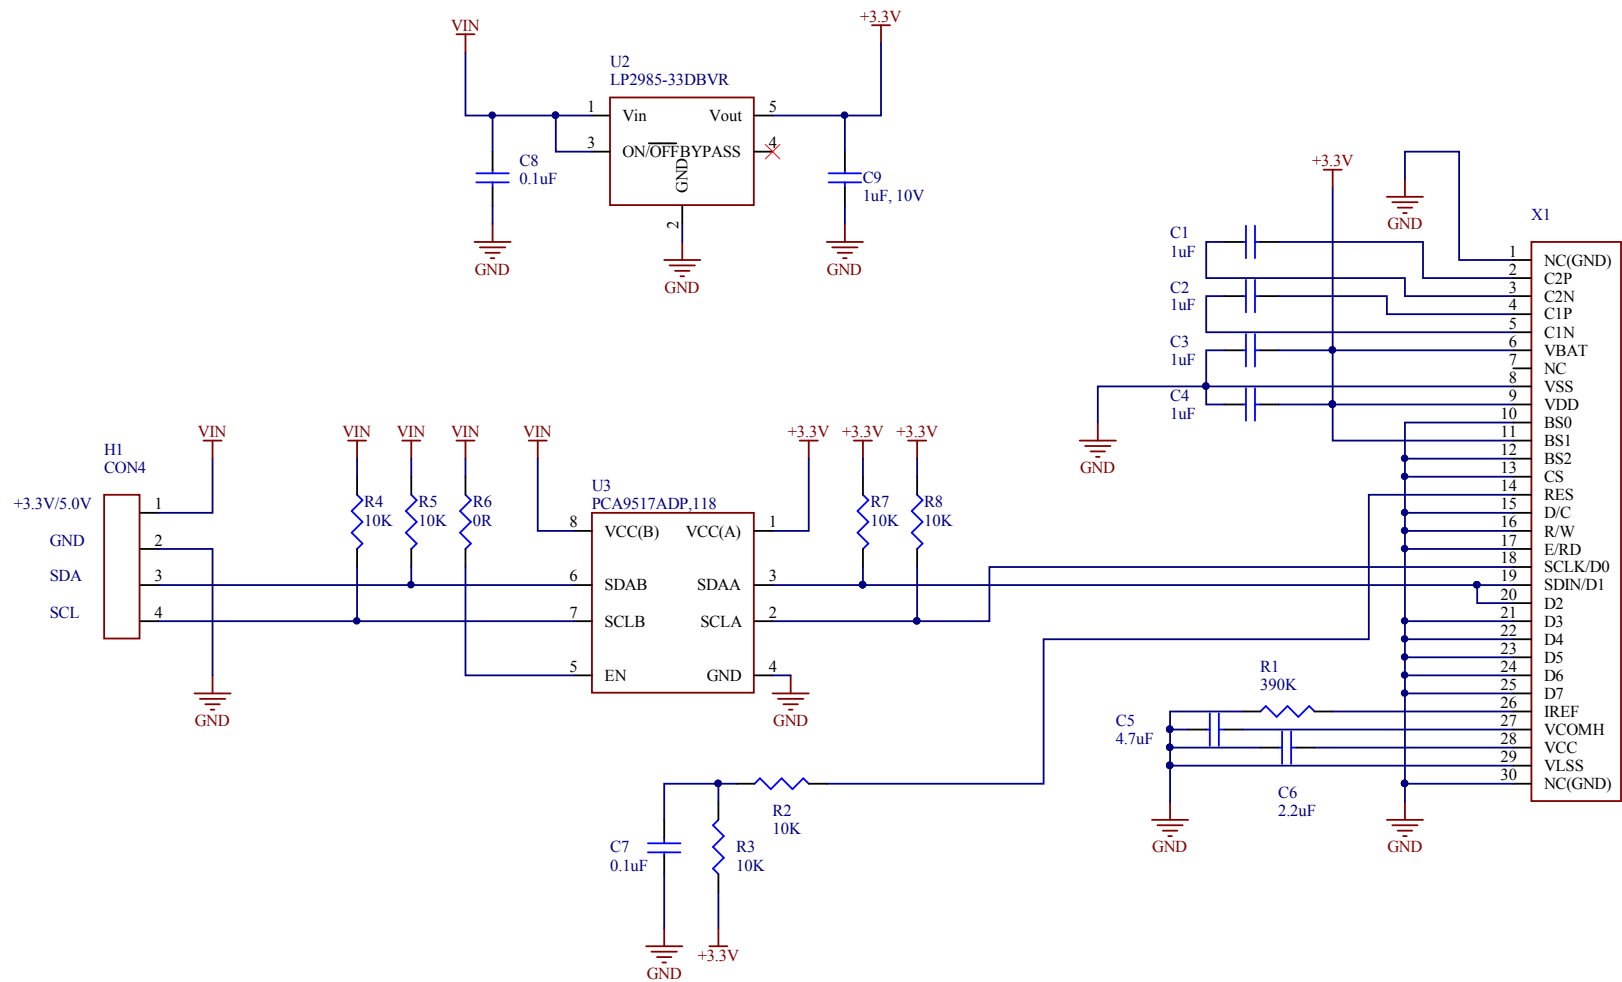 VIN
+3.3V
U2
LP2985-33DBVR
1
Vin
Vout
5
3
ON/OFF
BYPASS
4
GND
2
C8
0.1uF
C9
1uF, 10V
GND
GND
GND
+3.3V
GND
X1
C1
1uF
C2
1uF
C3
1uF
C4
1uF
GND
1
NC(GND)
2
C2P
3
C2N
4
C1P
5
C1N
6
VBAT
7
NC
8
VSS
9
VDD
10
BS0
11
BS1
12
BS2
13
CS
14
RES
15
D/C
16
R/W
17
E/RD
18
SCLK/D0
19
SDIN/D1
20
D2
21
D3
22
D4
23
D5
24
D6
25
D7
26
IREF
27
VCOMH
28
VCC
29
VLSS
30
NC(GND)
H1
CON4
VIN
+3.3V/5.0V
1
GND
2
SDA
3
SCL
4
GND
VIN
VIN
VIN
VIN
R4
10K
R5
10K
R6
0R
U3
PCA9517ADP,118
8
VCC(B)
VCC(A)
1
6
SDAB
SDAA
3
7
SCLB
SCLA
2
5
EN
GND
4
GND
+3.3V
+3.3V
+3.3V
R7
10K
R8
10K
R1
390K
C5
4.7uF
C6
2.2uF
GND
GND
R2
10K
C7
0.1uF
R3
10K
GND
+3.3V